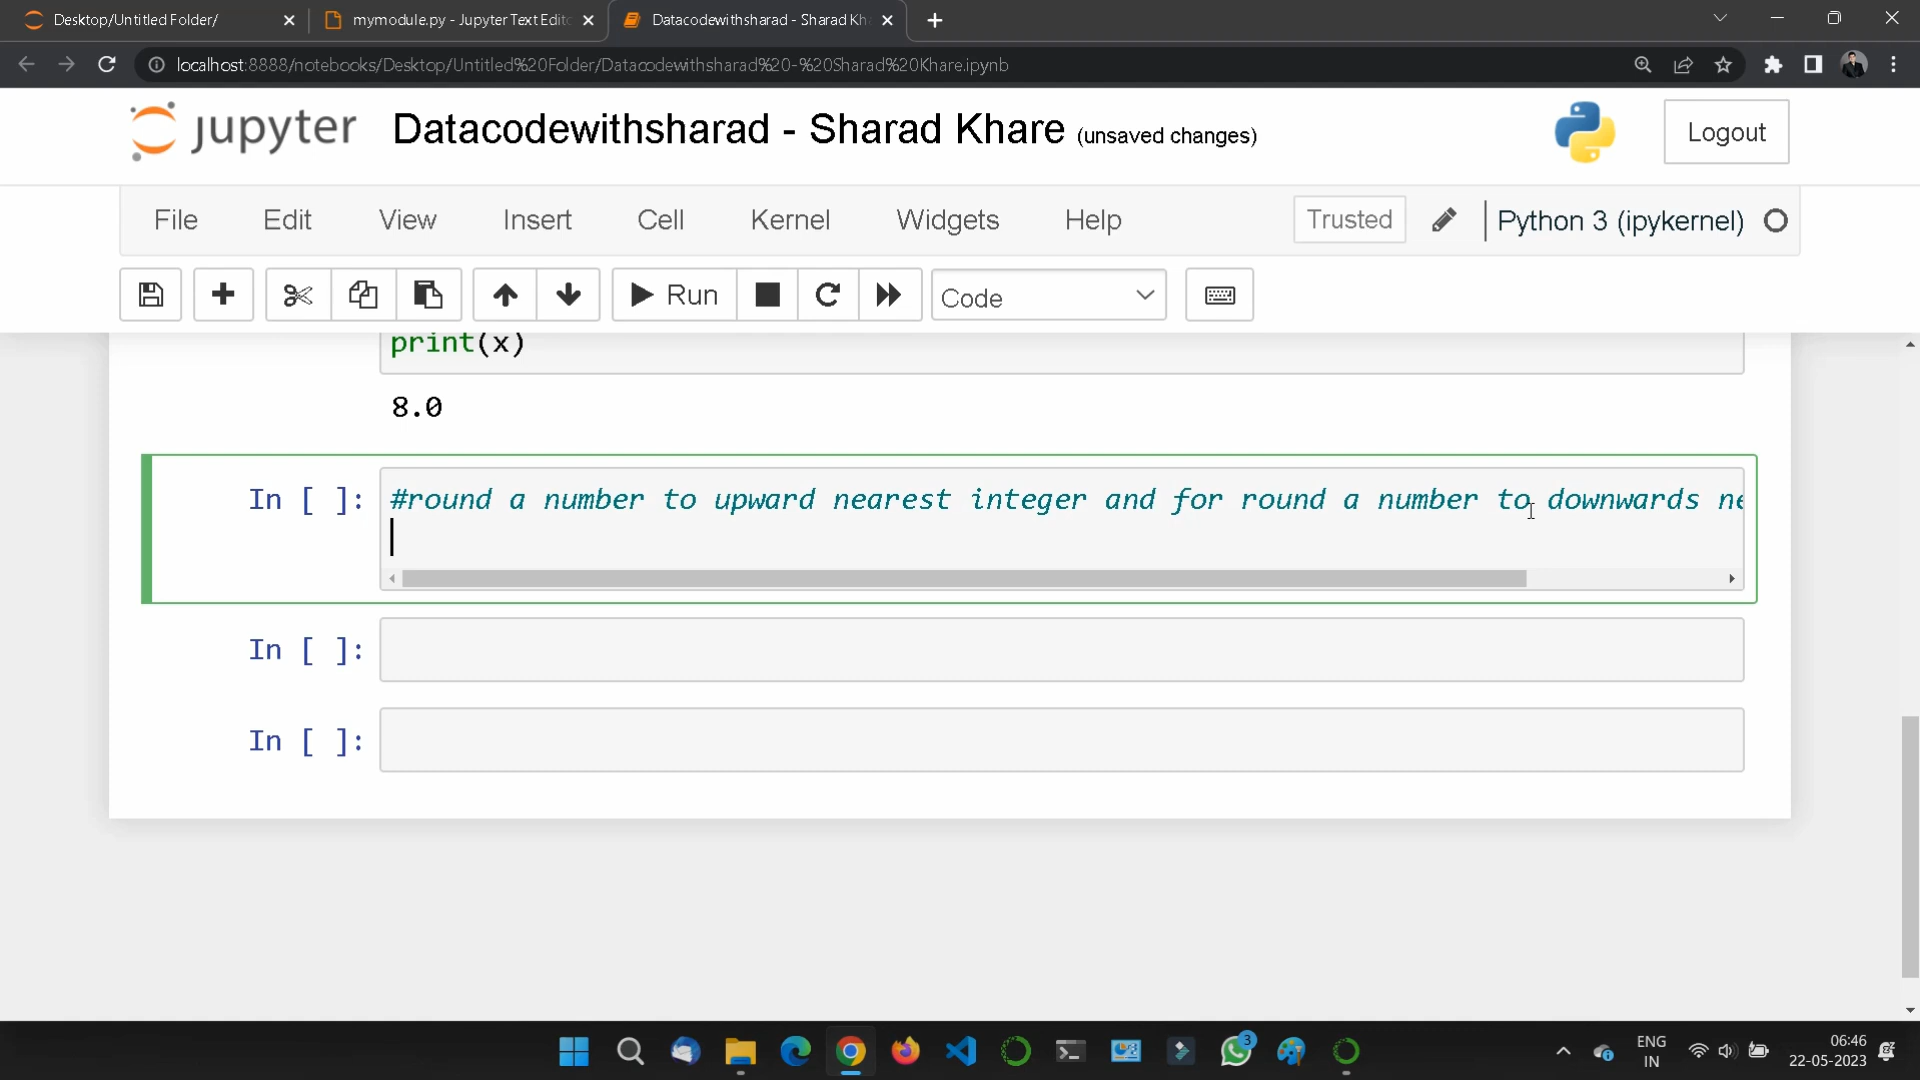 Desktop/Untitled Folder/
mymodule.py - Jupyter Text Edito
Datacodewithsharad - Sharad Kha
localhost:8888/notebooks/Desktop/Untitled%20Folder/Datacodewithsharad%20-%20Sharad%20Khare.ipynb
jupyter
Datacodewithsharad - Sharad Khare (unsaved changes)
Logout
File Edit View Insert Cell Kernel Widgets Help
Trusted
Python 3 (ipykernel)
Run
Code
print(x)
8.0
In [ ]: #round a number to upward nearest integer and for round a number to downwards ne
In [ ]:
In [ ]:
3
ENG
IN
06:46
22-05-2023